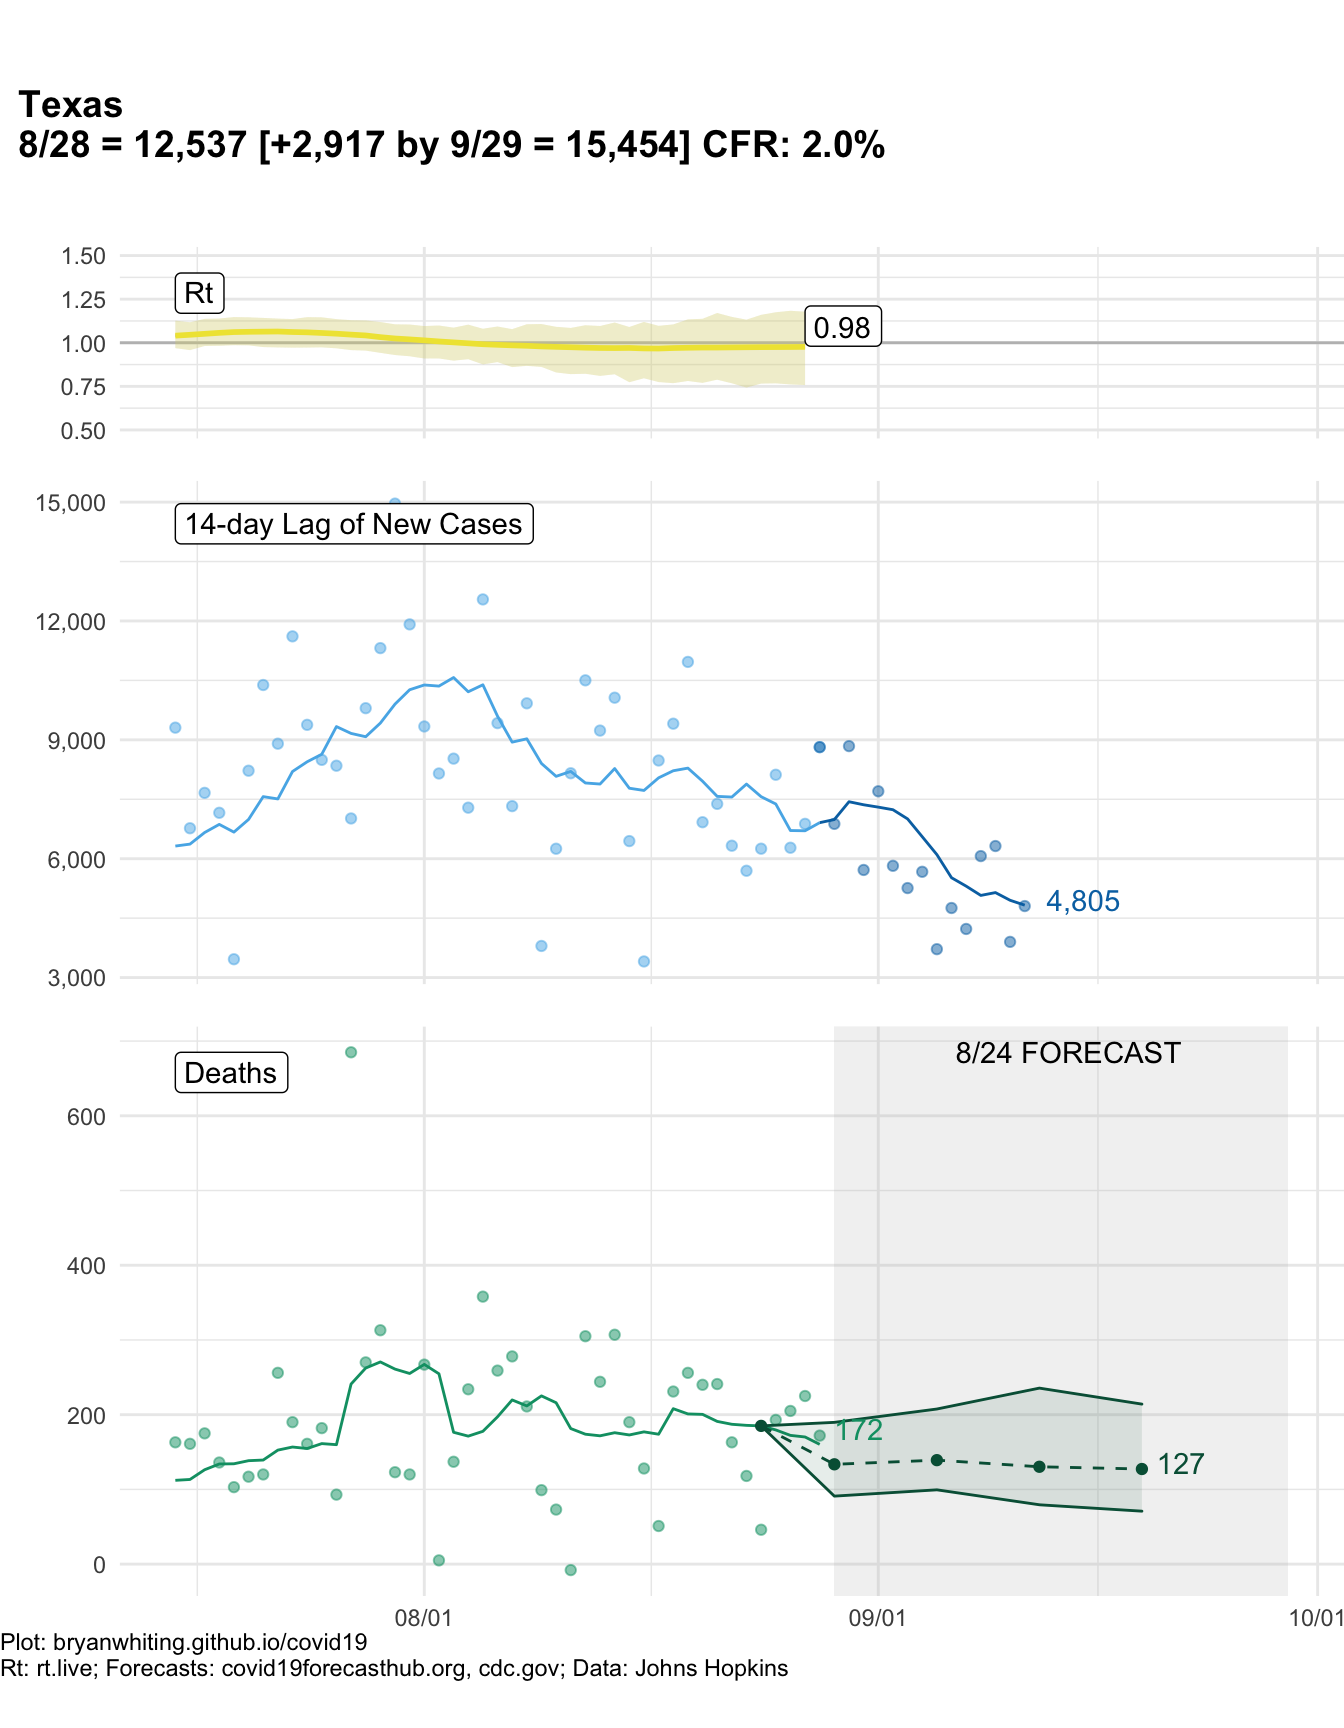 Texas
8/28 = 12,537 [+2,917 by 9/29 = 15,454] CFR: 2.0%
1.50
1.25
1.00
0.75
0.50
Rt
0.98
15,000
12,000
9,000
6,000
3,000
14-day Lag of New Cases
4,805
600
400
200
0
Deaths
8/24 FORECAST
172
127
08/01
09/01
10/01
Plot: bryanwhiting.github.io/covid19
Rt: rt.live; Forecasts: covid19forecasthub.org, cdc.gov; Data: Johns Hopkins